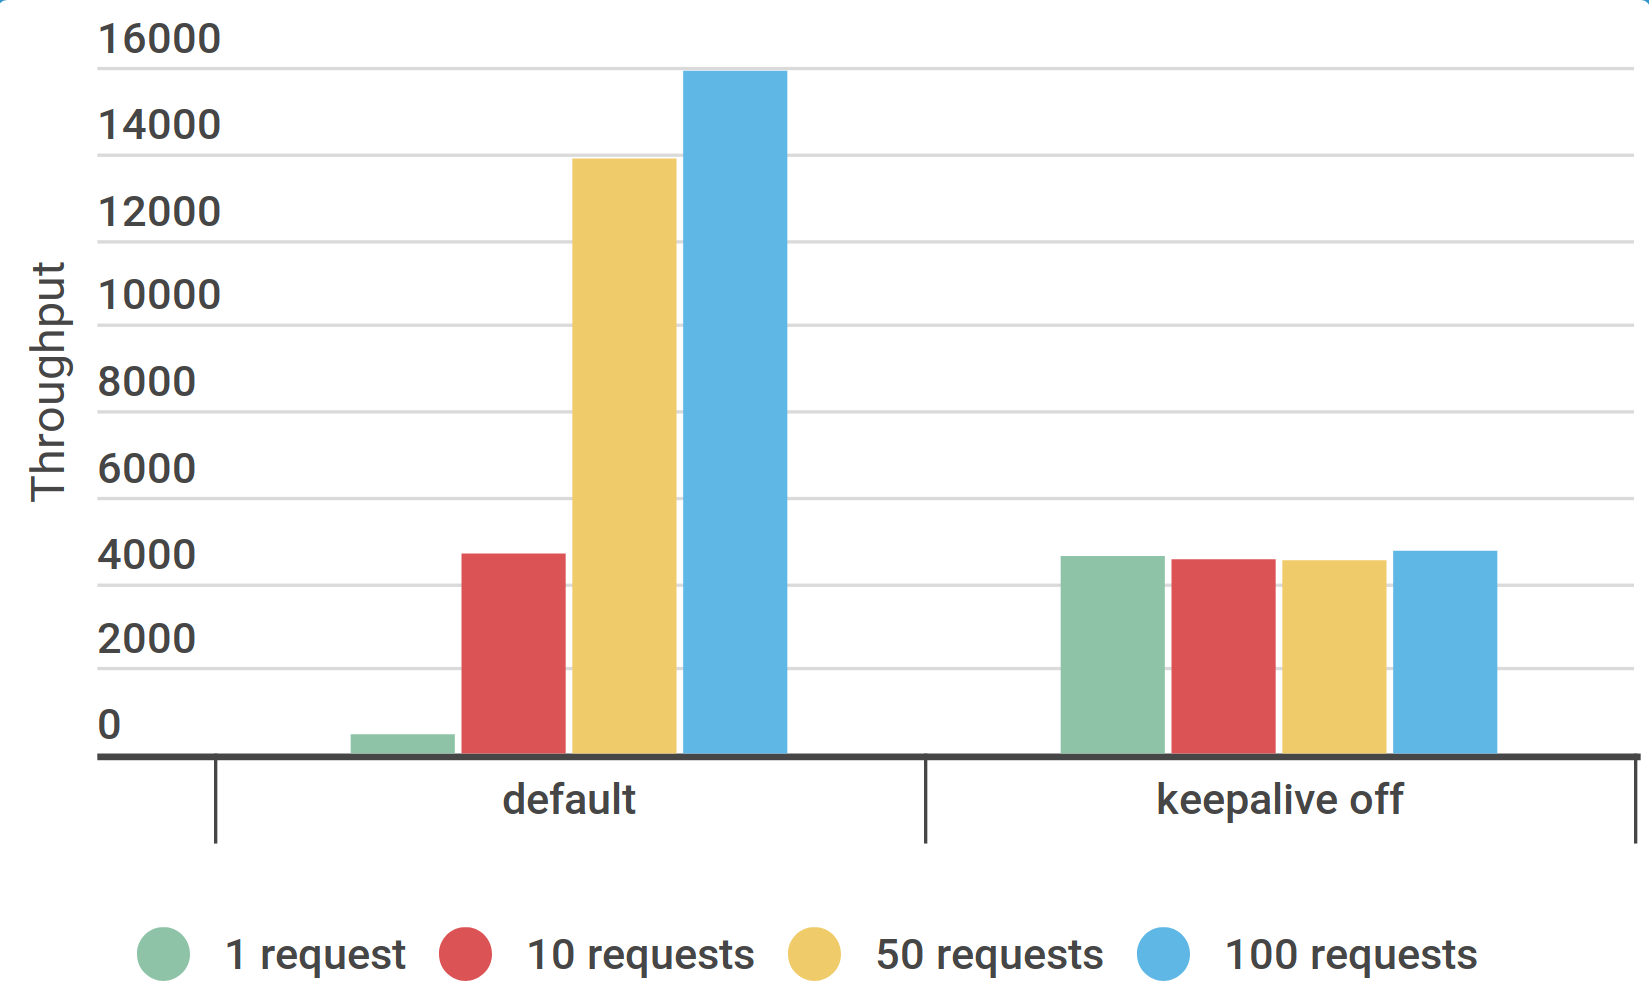 16000
14000
12000
10000
8000
6000
4000
2000
0
Throughput
default
keepalive off
1 request
10 requests
50 requests
100 requests